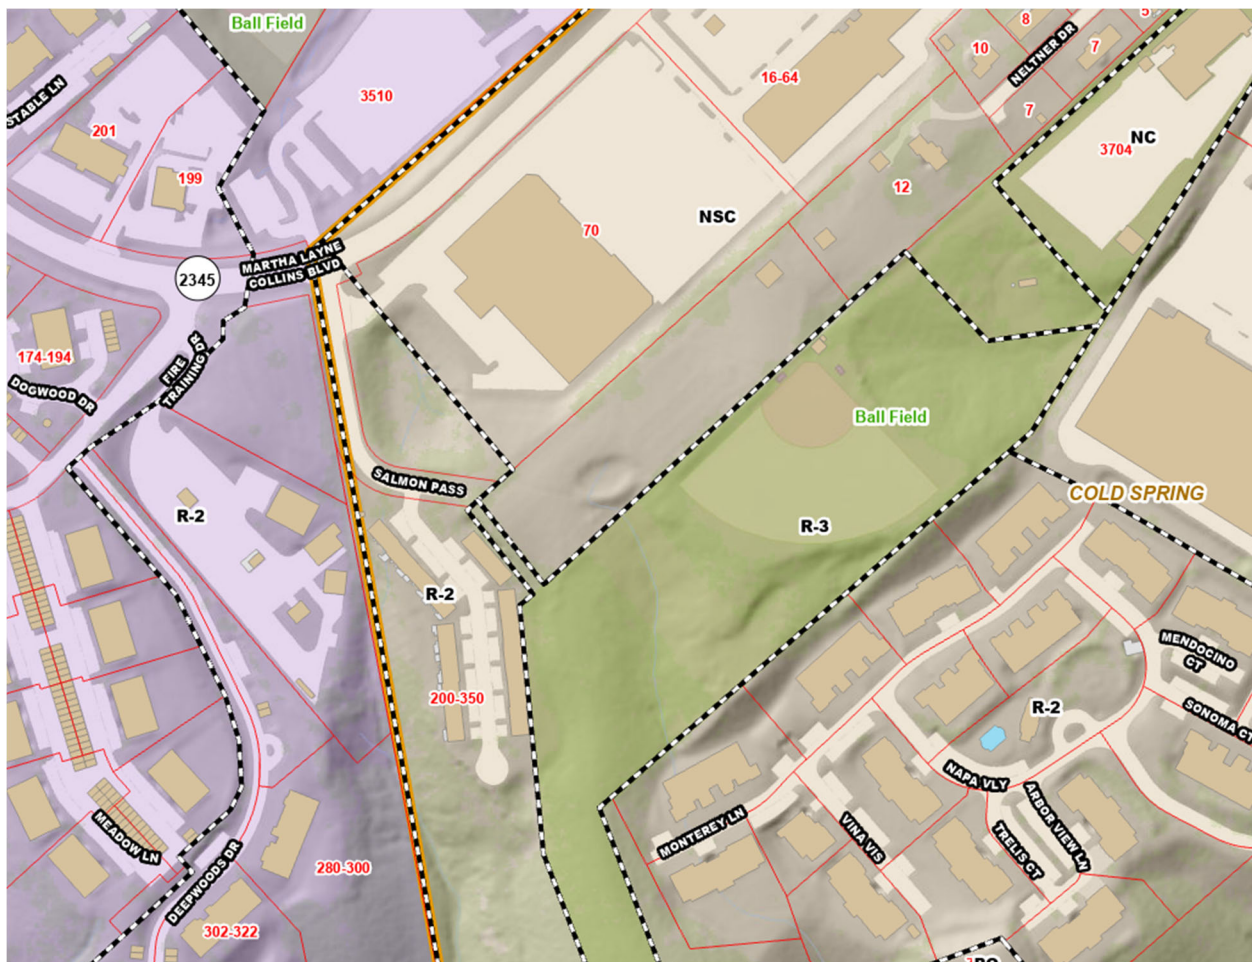 Ball Field
8
5
10
7
NELTNER DR
16-64
STABLE LN
3510
7
201
NC
3704
199
12
NSC
70
MARTHA LAYNE
COLLINS BLVD
2345
174-194
FIRE
TRAINING DR
DOGWOOD DR
Ball Field
SALMON PASS
COLD SPRING
R-2
R-3
R-2
MENDOCINO
CT
200-350
R-2
SONOMA CT
NAPA VLY
ARBOR VIEW LN
MONTEREY LN
VINA VIS
TRELIS CT
MEADOW LN
280-300
DEEPWOODS DR
302-322